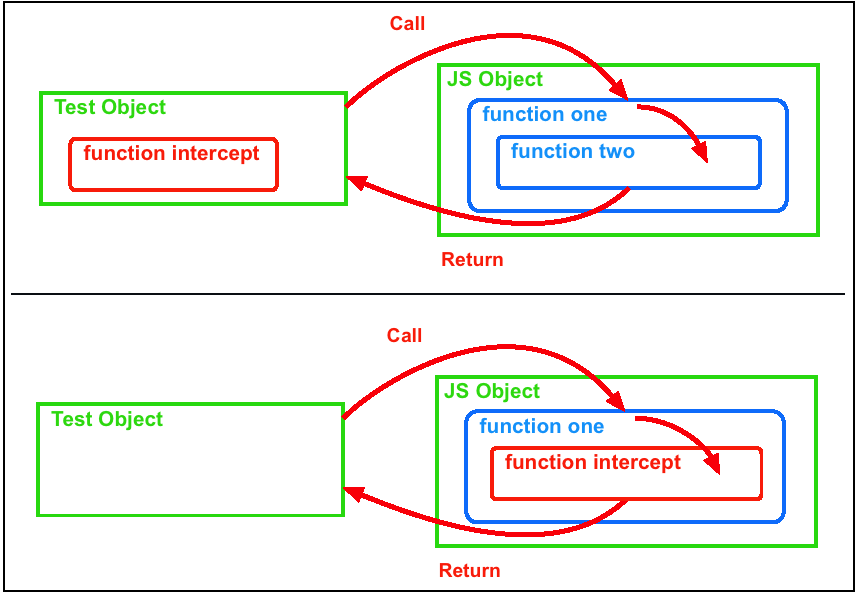 Call
JS Object
Test Object
function one
function intercept
function two
Return
Call
JS Object
Test Object
function one
function intercept
Return